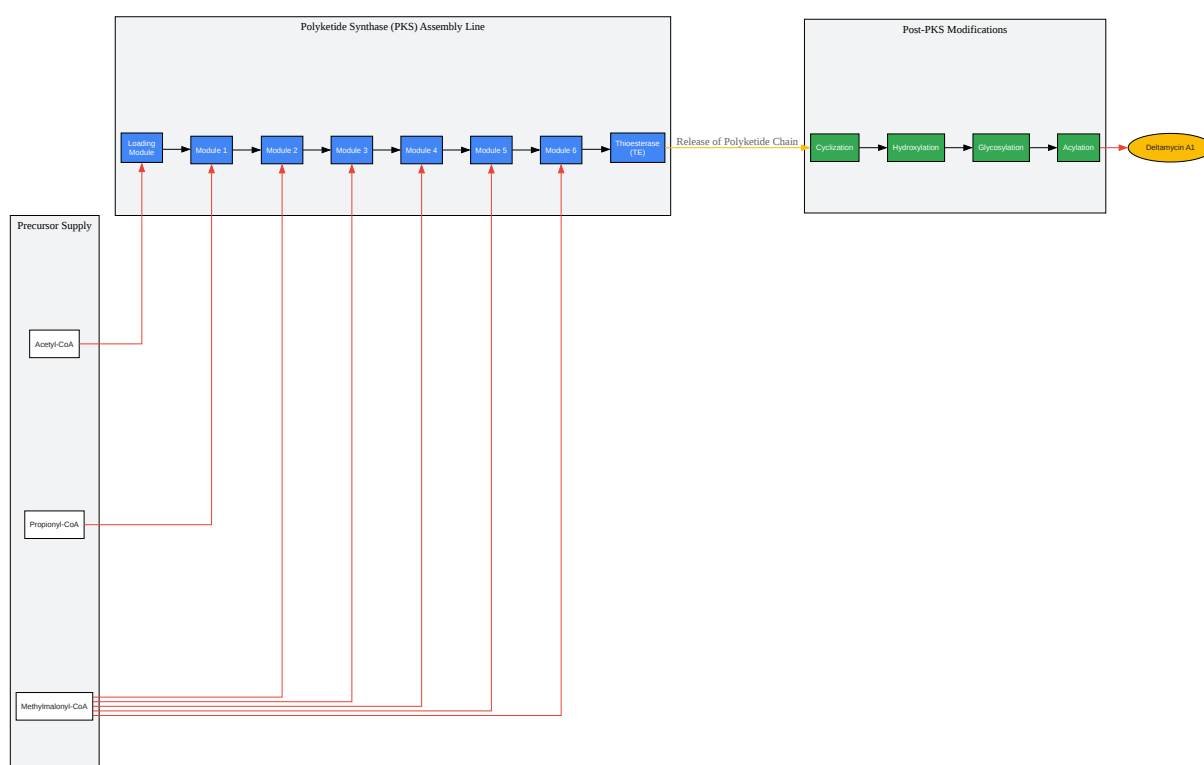 Polyketide Synthase (PKS) Assembly Line
Post-PKS Modifications
Loading
Module
Module 1
Module 2
Module 3
Module 4
Module 5
Module 6
Thioesterase
(TE)
Release of Polyketide Chain
Cyclization
Hydroxylation
Glycosylation
Acylation
Deltamycin A1
Precursor Supply
Acetyl-CoA
Propionyl-CoA
Methylmalonyl-CoA